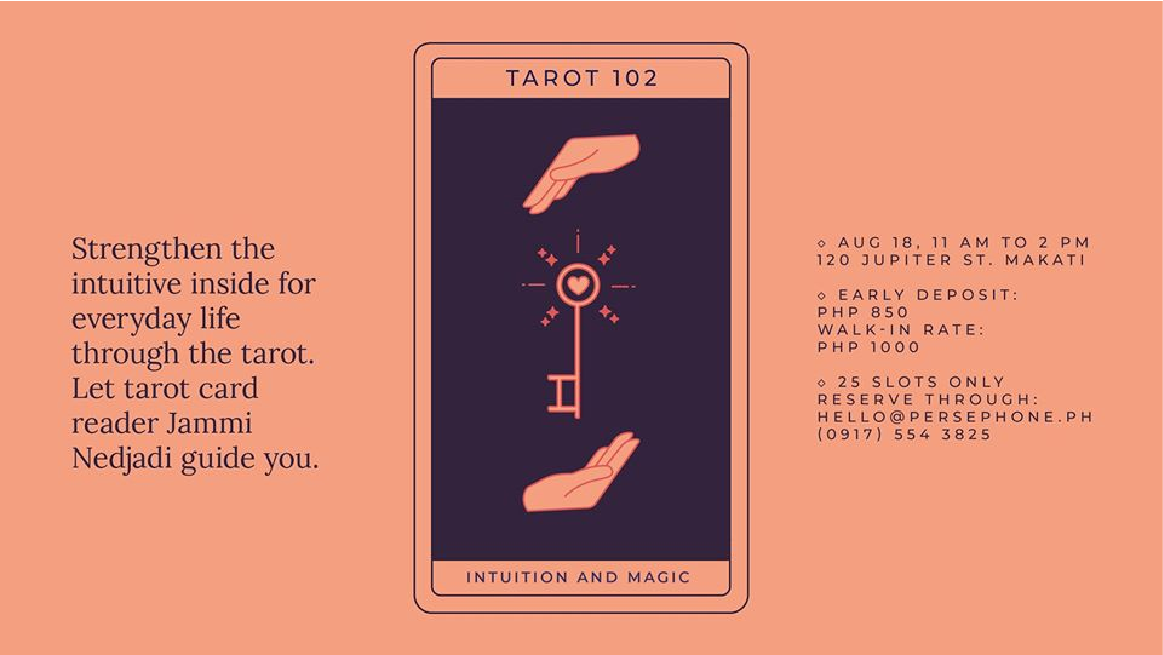 Strengthen the
intuitive inside for
everyday life
through the tarot.
Let tarot card
reader Jammi
Nedjadi guide you.
TAROT 102
INTUITION AND MAGIC
⬦ AUG 18, 11 AM TO 2 PM
120 JUPITER ST. MAKATI
⬦ EARLY DEPOSIT:
PHP 850
WALK-IN RATE:
PHP 1000
⬦ 25 SLOTS ONLY
RESERVE THROUGH:
HELLO@PERSEPHONE.PH
(0917) 554 3825